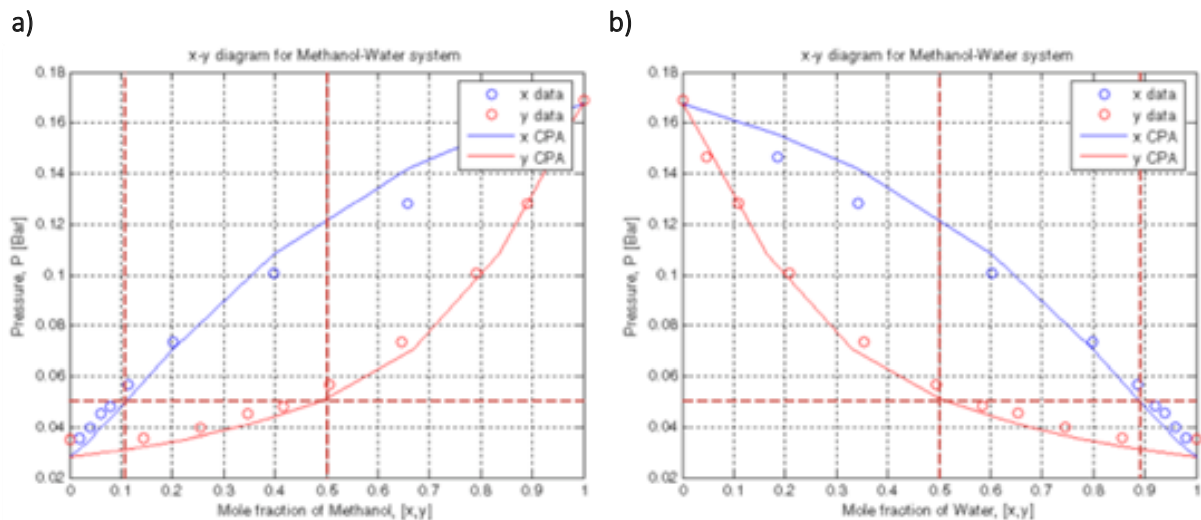 a)
x-y diagram for Methanol-Water system
0.18
0.16
0.14
0.12
0.1
0.08
0.06
0.04
0.02
Pressure, P [Bar]
x data
y data
x CPA
y CPA
0 0.1 0.2 0.3 0.4 0.5 0.6 0.7 0.8 0.9 1
Mole fraction of Methanol, [x,y]
b)
x-y diagram for Methanol-Water system
0.18
0.16
0.14
0.12
0.1
0.08
0.06
0.04
0.02
Pressure, P [Bar]
x data
y data
x CPA
y CPA
0 0.1 0.2 0.3 0.4 0.5 0.6 0.7 0.8 0.9 1
Mole fraction of Water, [x,y]